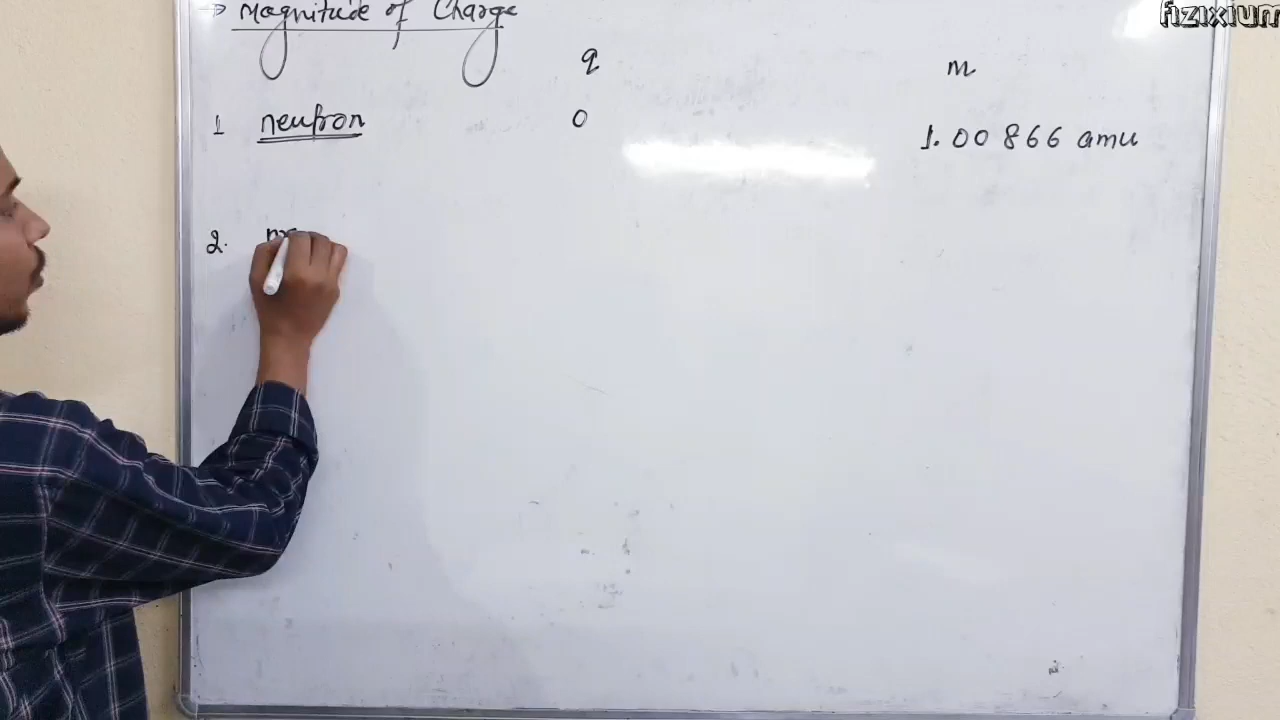 → Magnitude of Charge
fizixium
q m
1 neutron 0 1.00866 amu
2.